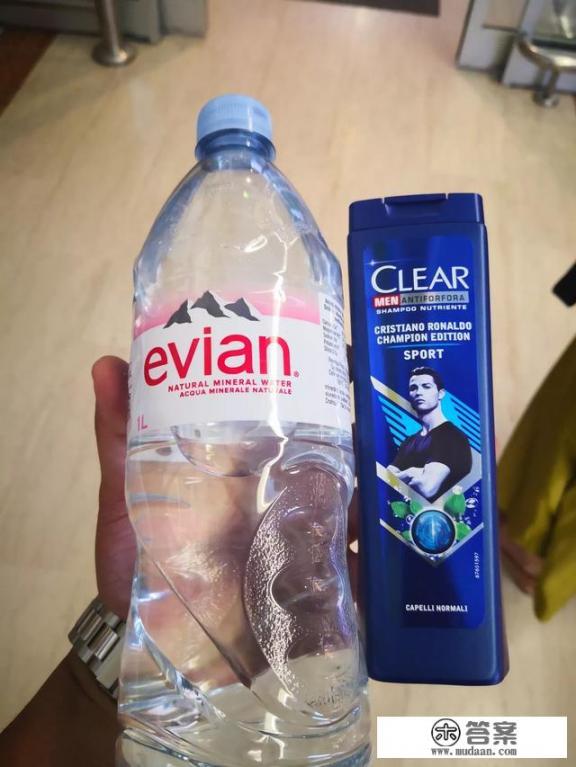 evian®
NATURAL MINERAL WATER
ACQUA MINERALE NATURALE
1L
CLEAR
MEN ANTIFORFORA
SHAMPOO NUTRIENTE
CRISTIANO RONALDO
CHAMPION EDITION
SPORT
CAPELLI NORMALI
67651597
答案
www.mudaan.com